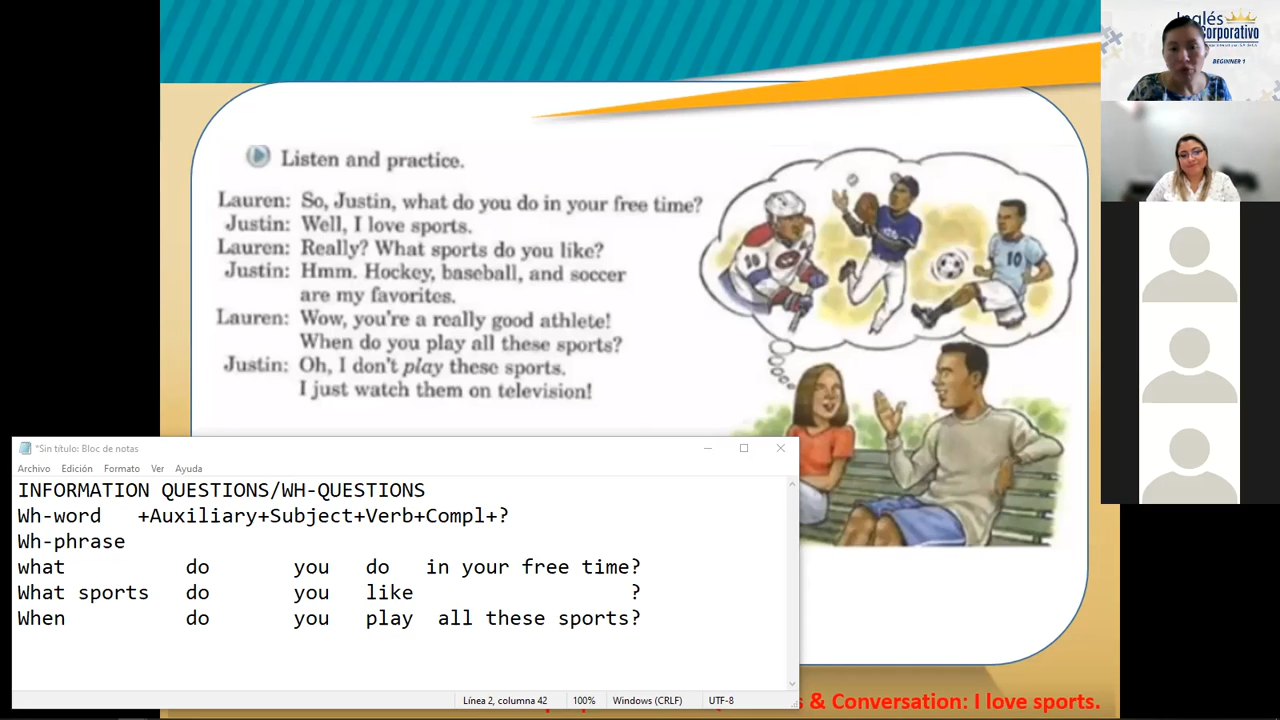 Listen and practice.
Lauren: So, Justin, what do you do in your free time?
Justin: Well, I love sports.
Lauren: Really? What sports do you like?
Justin: Hmm. Hockey, baseball, and soccer
are my favorites.
Lauren: Wow, you're a really good athlete!
When do you play all these sports?
Justin: Oh, I don't play these sports.
I just watch them on television!
10
10
*Sin título: Bloc de notas
Archivo Edición Formato Ver Ayuda
INFORMATION QUESTIONS/WH-QUESTIONS
Wh-word +Auxiliary+Subject+Verb+Compl+?
Wh-phrase
what do you do in your free time?
What sports do you like ?
When do you play all these sports?
Línea 2, columna 42 100% Windows (CRLF) UTF-8
& Conversation: I love sports.
Inglés
Corporativo
BEGINNER 1